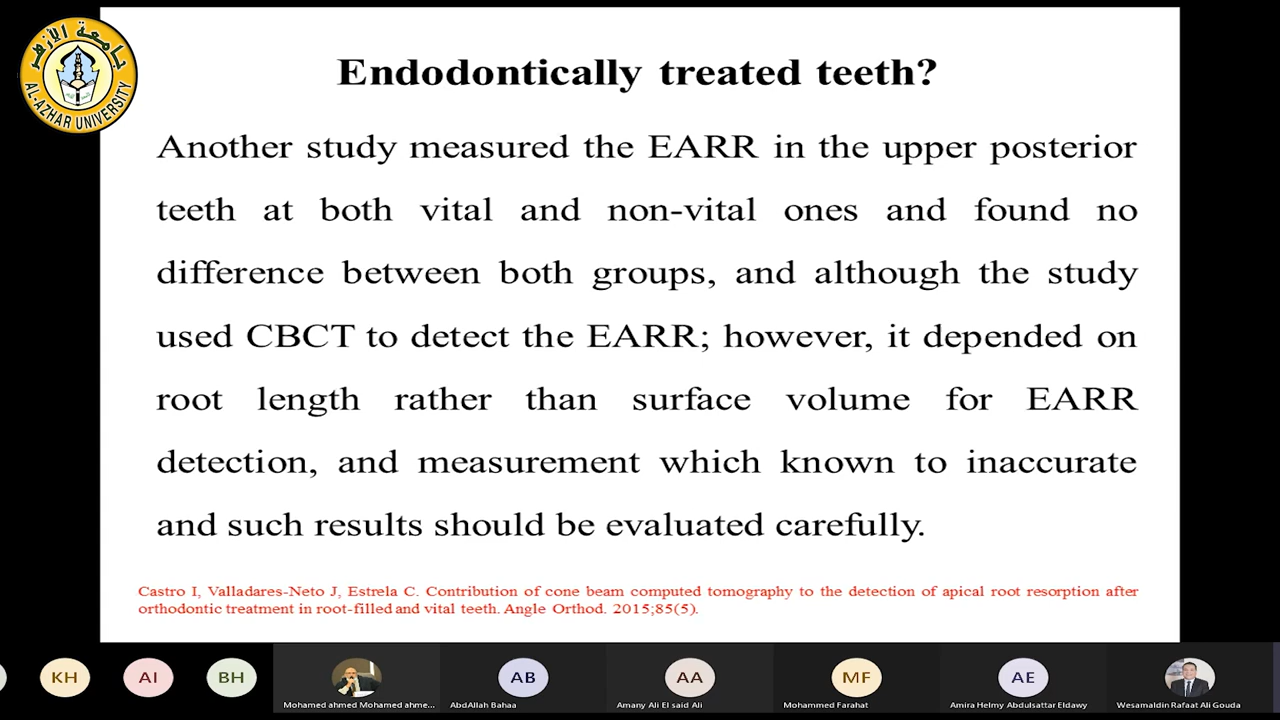 جامعة الأزهر
AL-AZHAR UNIVERSITY
Endodontically treated teeth?
Another study measured the EARR in the upper posterior
teeth at both vital and non-vital ones and found no
difference between both groups, and although the study
used CBCT to detect the EARR; however, it depended on
root length rather than surface volume for EARR
detection, and measurement which known to inaccurate
and such results should be evaluated carefully.
Castro I, Valladares-Neto J, Estrela C. Contribution of cone beam computed tomography to the detection of apical root resorption after
orthodontic treatment in root-filled and vital teeth. Angle Orthod. 2015;85(5).
KH AI BH AB AA MF AE A
Mohamed ahmed Mohamed ahme... AbdAllah Bahaa Amany Ali El said Ali Mohammed Farahat Amira Helmy Abdulsattar Eldawy Wesamaldin Rafaat Ali Gouda